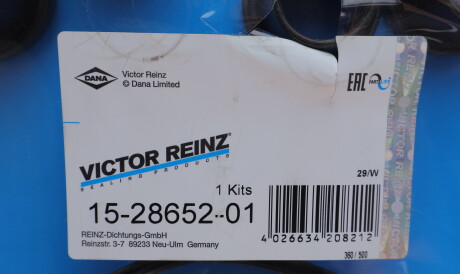 DANA
Victor Reinz
© Dana Limited
EAC
PARTLIFE
VICTOR REINZ®
SEALING PRODUCTS
29/W
1 Kits
15-28652--01
4 026634 208212
REINZ-Dichtungs-GmbH
Reinzstr. 3-7 89233 Neu-Ulm Germany
360 / 500